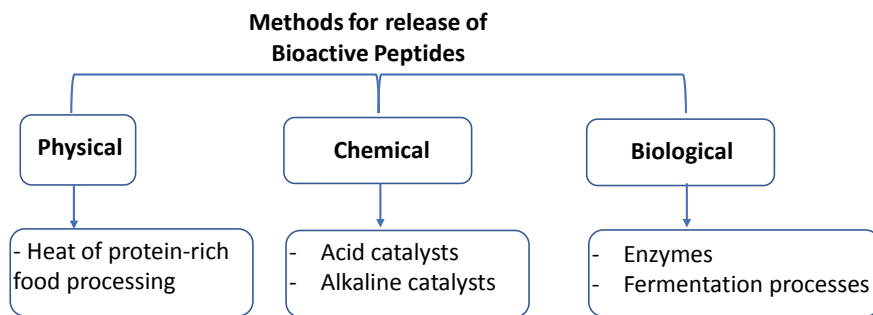 Methods for release of
Bioactive Peptides
Physical
Chemical
Biological
- Heat of protein-rich
food processing
- Acid catalysts
- Alkaline catalysts
- Enzymes
- Fermentation processes